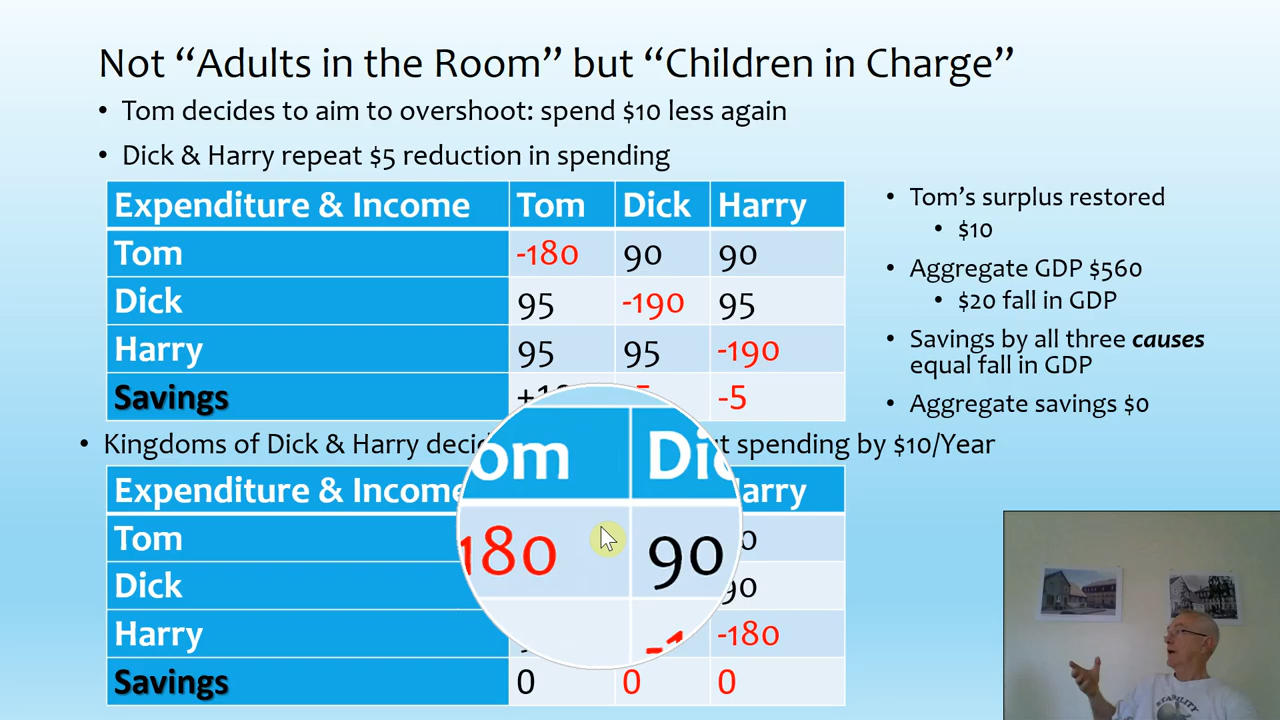 Not “Adults in the Room” but “Children in Charge”
• Tom decides to aim to overshoot: spend $10 less again
• Dick & Harry repeat $5 reduction in spending
Expenditure & Income Tom Dick Harry
Tom -180 90 90
Dick 95 -190 95
Harry 95 95 -190
Savings -5
• Tom’s surplus restored
• $10
• Aggregate GDP $560
• $20 fall in GDP
• Savings by all three causes
equal fall in GDP
• Aggregate savings $0
• Kingdoms of Dick & Harry spending by $10/Year
Expenditure & Income
Tom 180 90
Dick 90
Harry -180
Savings 0 0 0
STABILITY